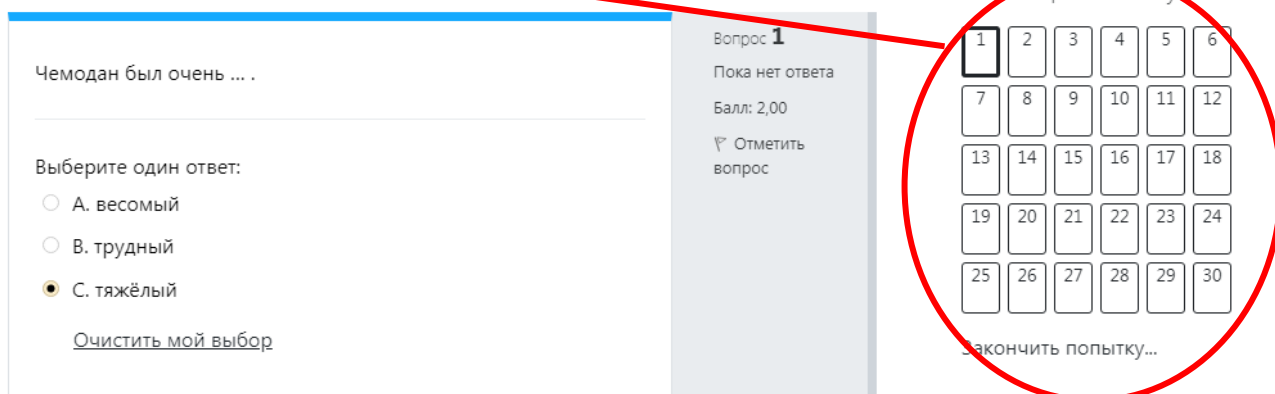 Чемодан был очень ... .
Выберите один ответ:
A. весомый
B. трудный
C. тяжёлый
Очистить мой выбор
Вопрос 1
Пока нет ответа
Балл: 2,00
Отметить
вопрос
1 2 3 4 5 6
7 8 9 10 11 12
13 14 15 16 17 18
19 20 21 22 23 24
25 26 27 28 29 30
Закончить попытку...